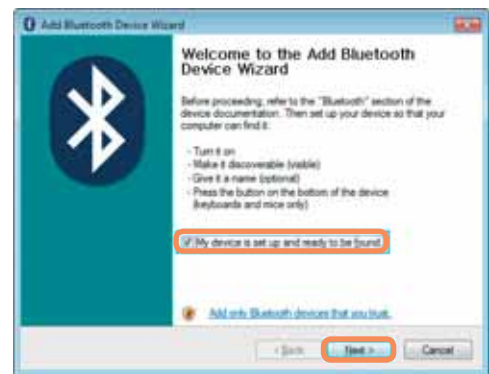 Add Bluetooth Device Wizard
Welcome to the Add Bluetooth
Device Wizard
Before proceeding, refer to the "Bluetooth" section of the
device documentation. Then set up your device so that your
computer can find it:
- Turn it on
- Make it discoverable (visible)
- Give it a name (optional)
- Press the button on the bottom of the device
(keyboards and mice only)
My device is set up and ready to be found.
Add only Bluetooth devices that you trust.
< Back
Next >
Cancel